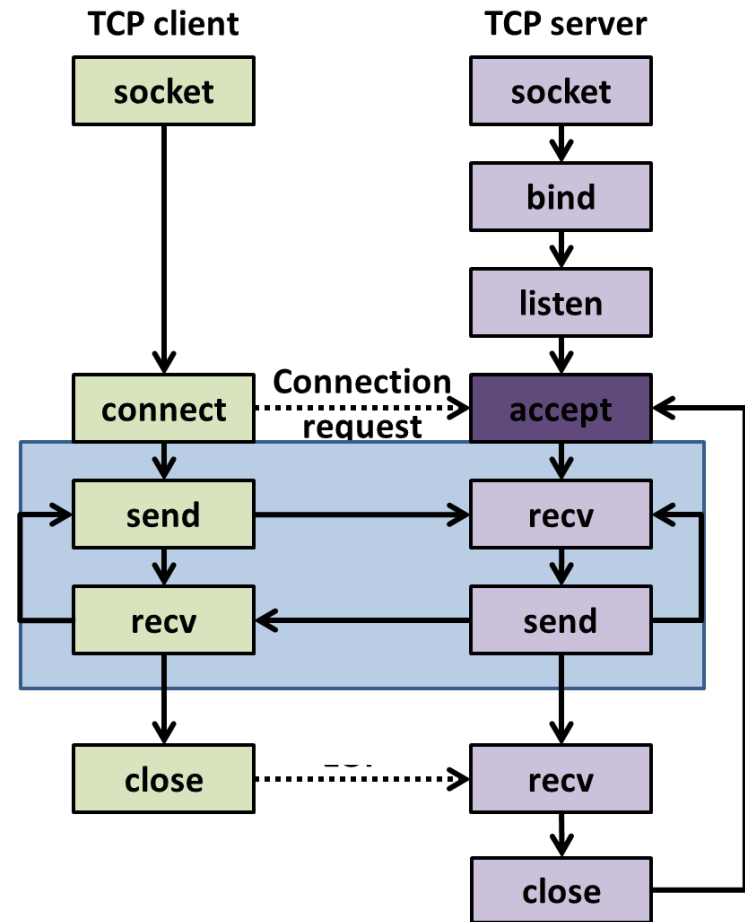 TCP client
TCP server
socket
socket
bind
listen
Connection
request
connect
accept
send
recv
recv
send
close
recv
close